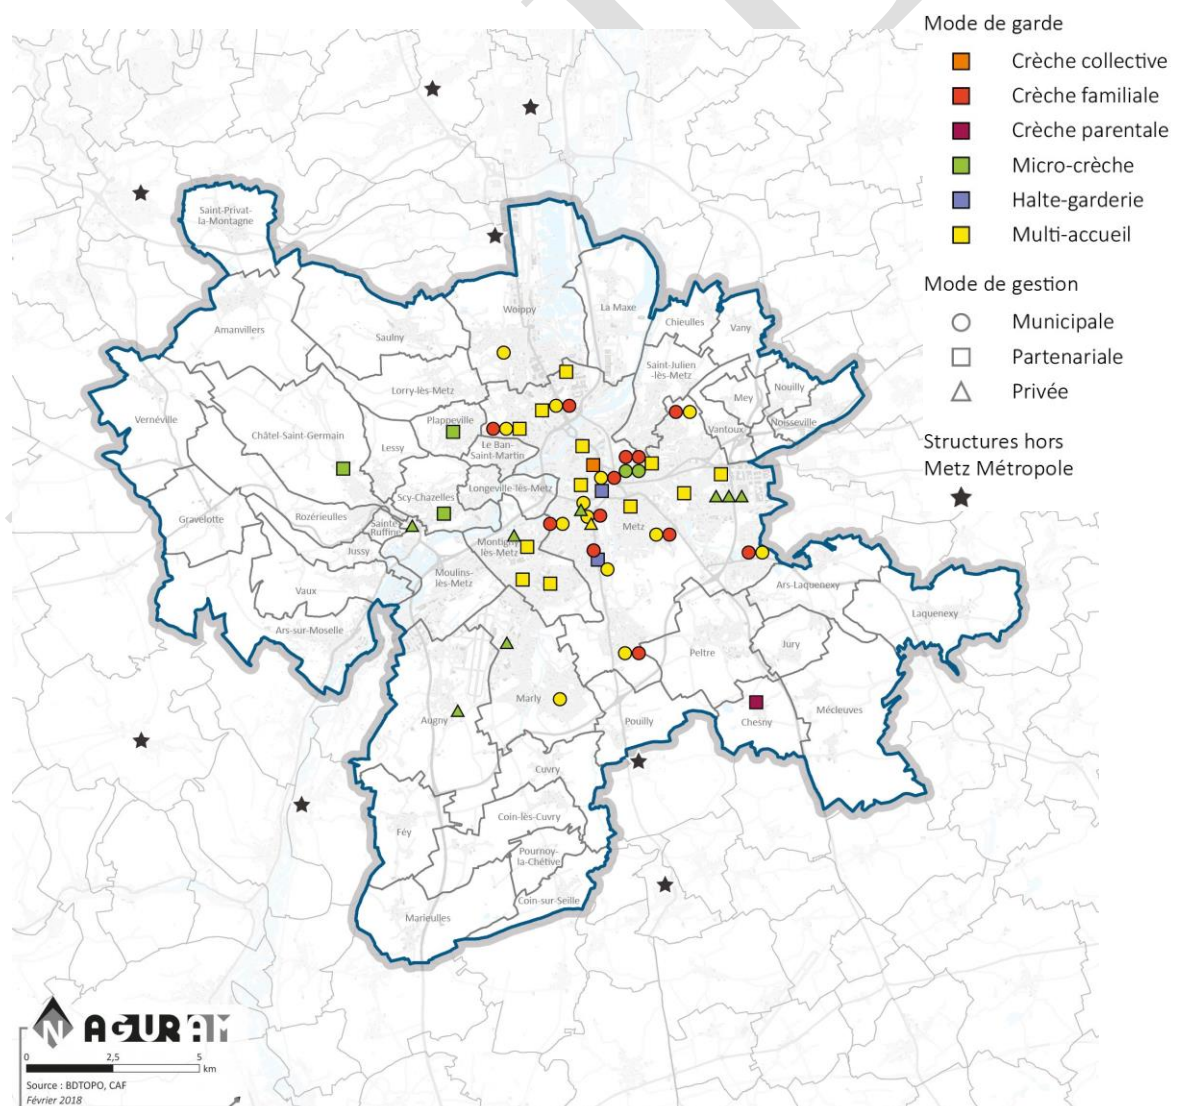 Mode de garde
Crèche collective
Crèche familiale
Crèche parentale
Micro-crèche
Halte-garderie
Multi-accueil
Mode de gestion
Municipale
Partenariale
Privée
Structures hors
Metz Métropole
Saint-Privat-
la-Montagne
Woippy
La Maxe
Chieulles
Vany
Amanvillers
Saulny
Saint-Julien
-lès-Metz
Nouilly
Mey
Lorry-lès-Metz
Vernéville
Plappeville
Noisseville
Vantoux
Châtel-Saint-Germain
Lessy
Le Ban-
Saint-Martin
Longeville-lès-Metz
Scy-Chazelles
Gravelotte
Rozérieulles
Sainte-
Ruffine
Metz
Jussy
Montigny-
lès-Metz
Moulins-
lès-Metz
Vaux
Ars-Laquenexy
Laquenexy
Ars-sur-Moselle
Jury
Peltre
Marly
Mécleuves
Augny
Pouilly
Chesny
Cuvry
Coin-lès-Cuvry
Féy
Pournoy-
la-Chétive
Coin-sur-Seille
Marieulles
N AGURAM
0 2,5 5
km
Source : BDTOPO, CAF
Février 2018